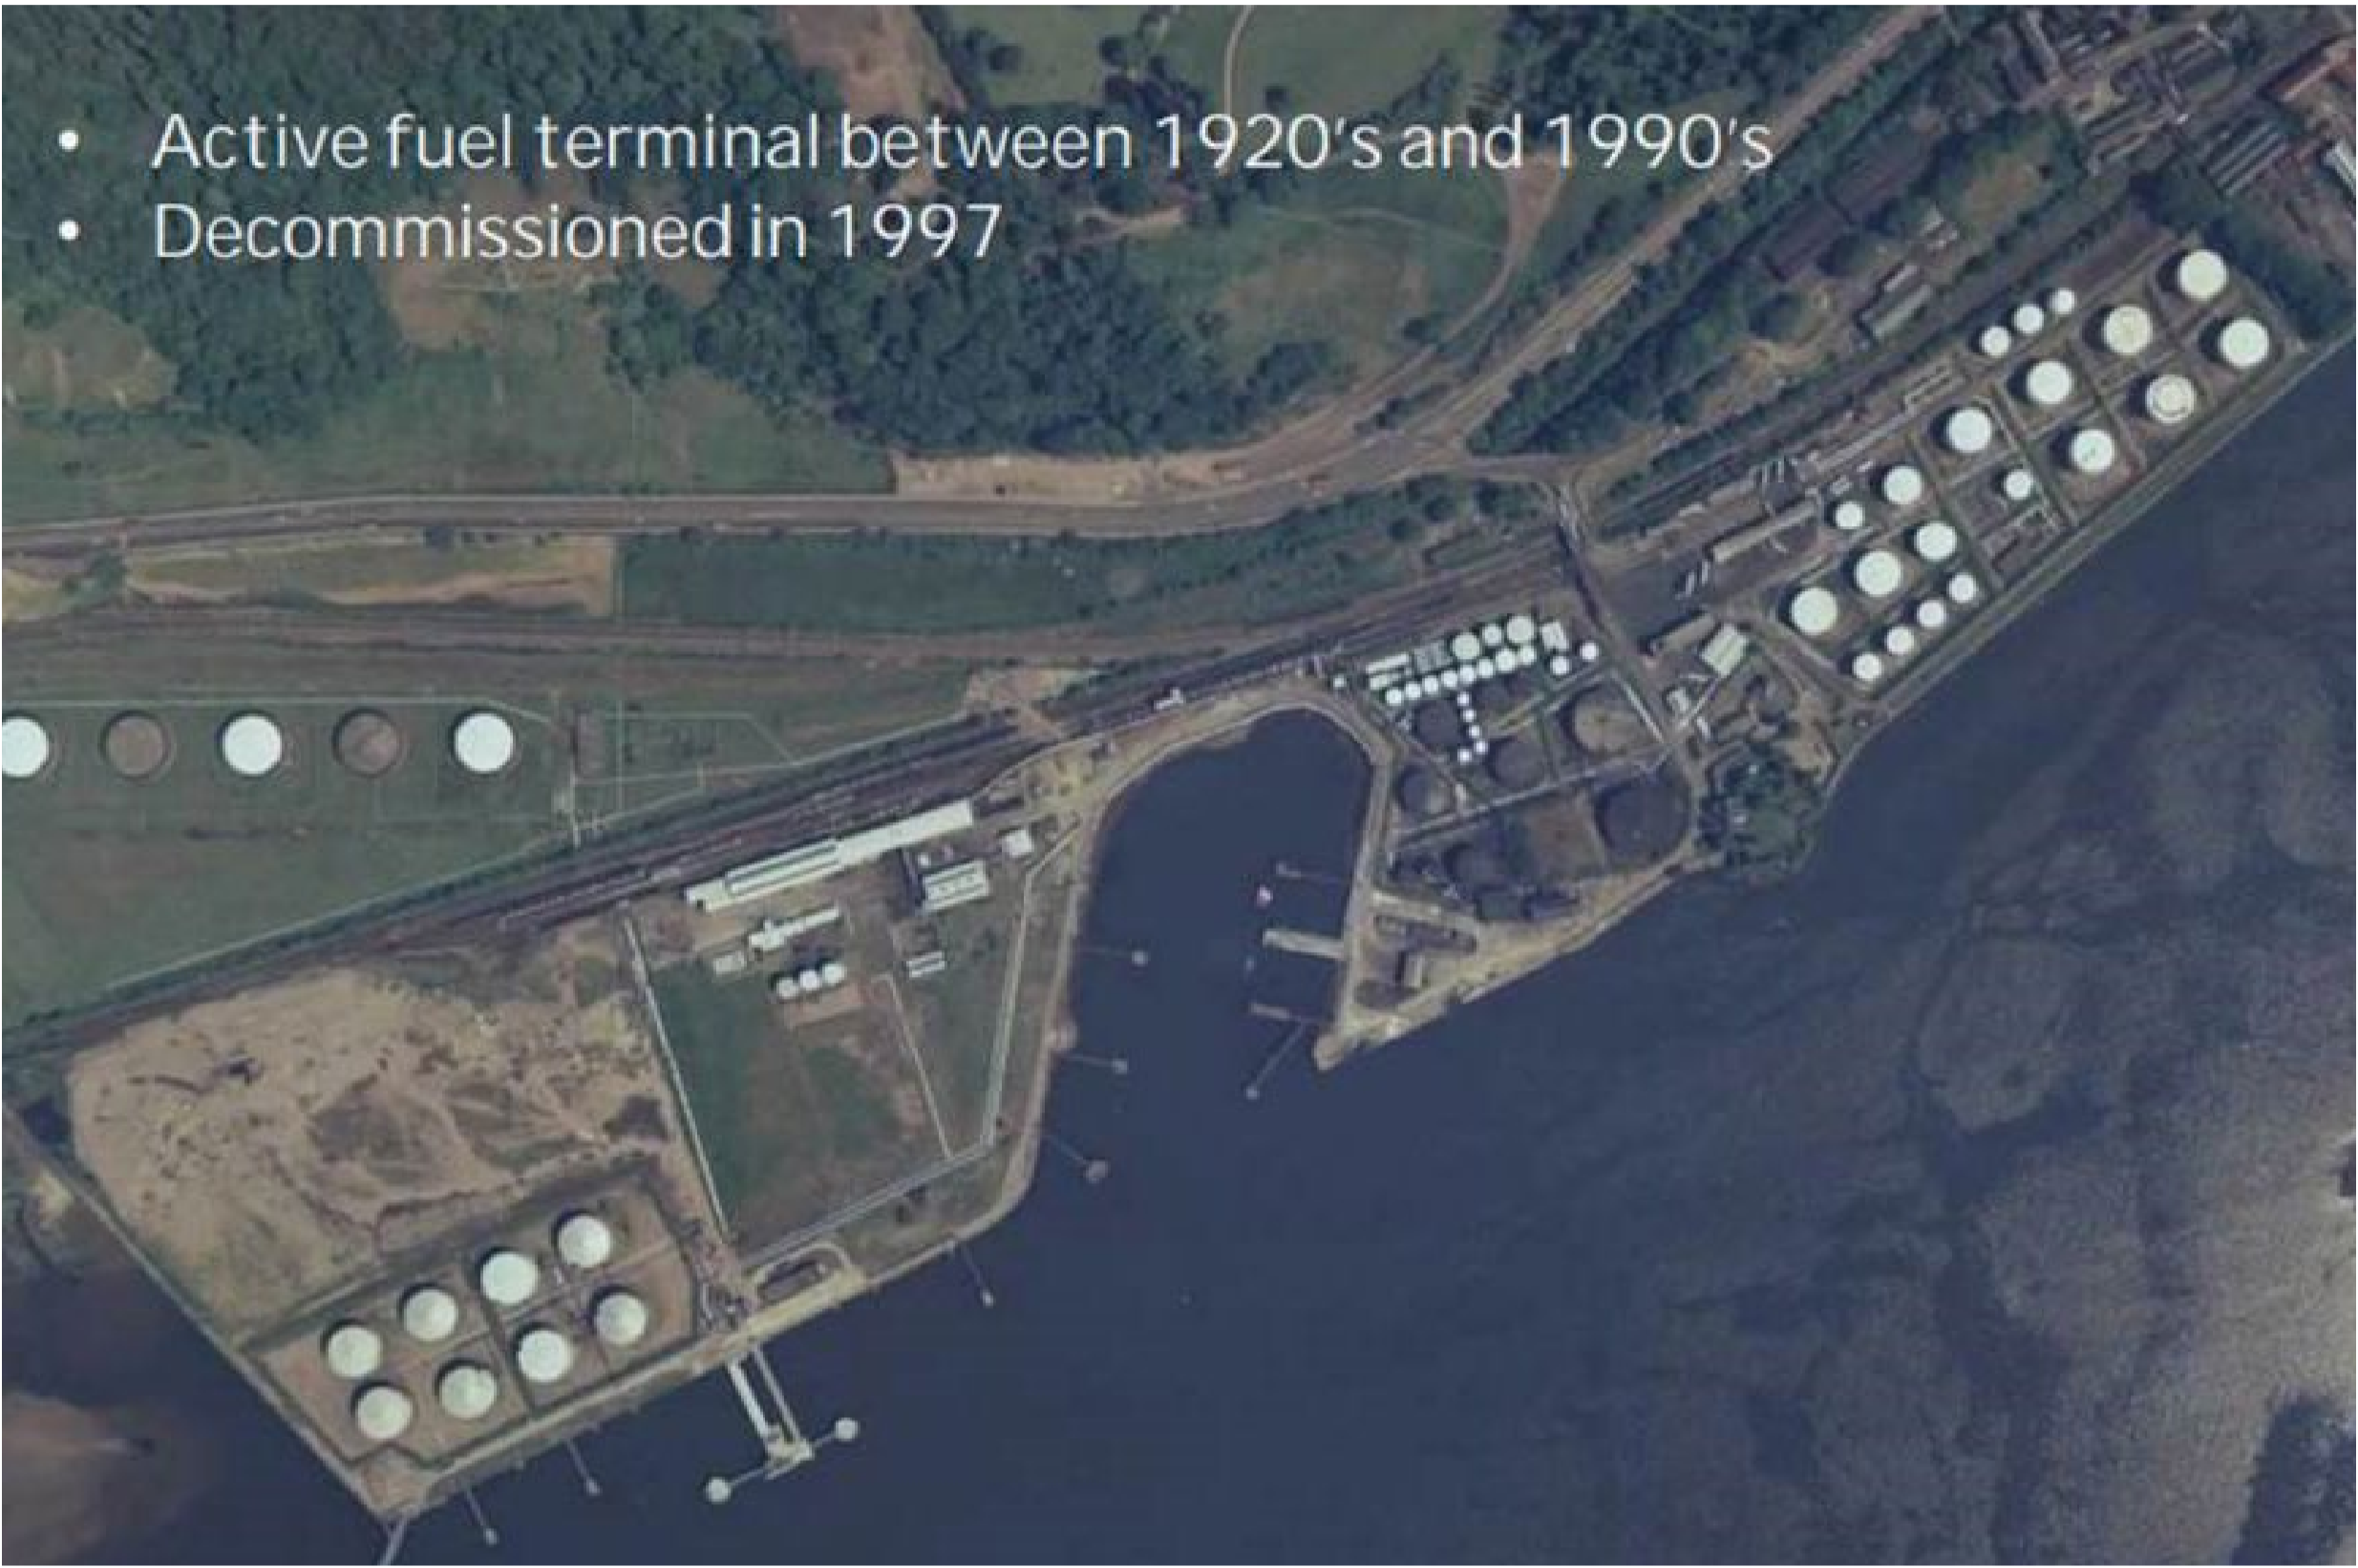 • Active fuel terminal between 1920's and 1990's
• Decommissioned in 1997